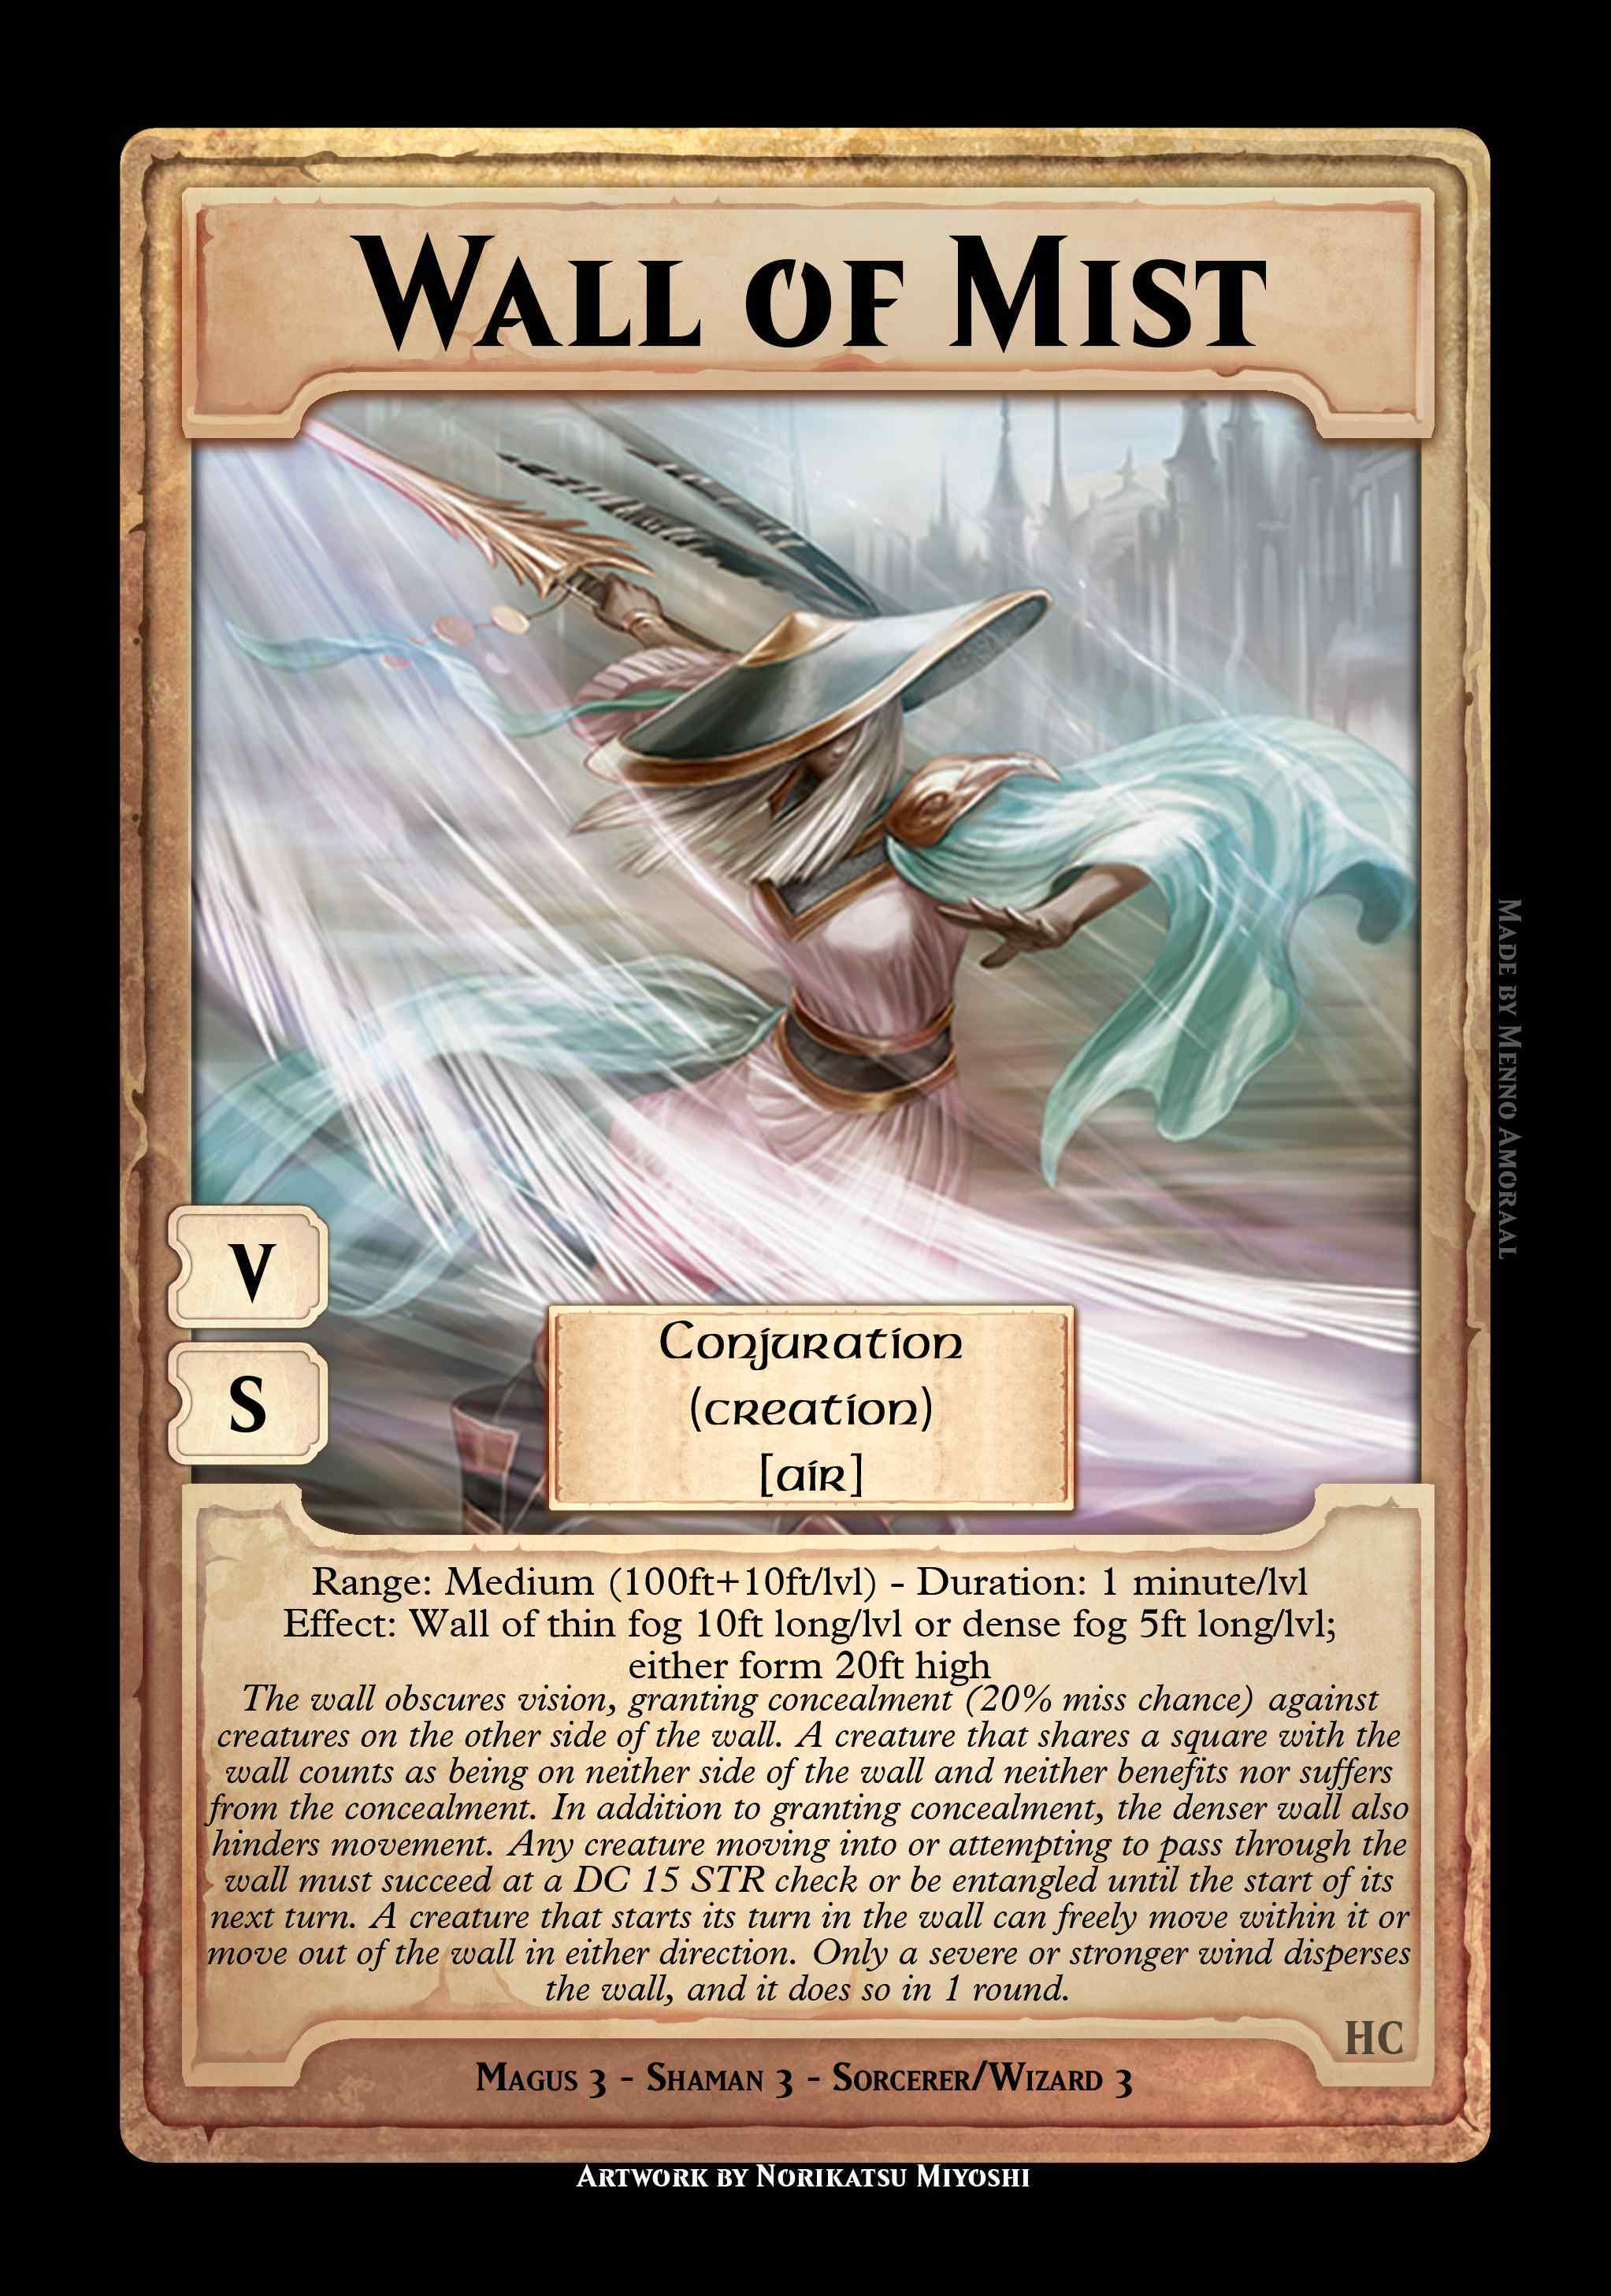 Wall of Mist
V
S
Conjuration
(creation)
[air]
Range: Medium (100ft+10ft/lvl) - Duration: 1 minute/lvl
Effect: Wall of thin fog 10ft long/lvl or dense fog 5ft long/lvl;
either form 20ft high
The wall obscures vision, granting concealment (20% miss chance) against
creatures on the other side of the wall. A creature that shares a square with the
wall counts as being on neither side of the wall and neither benefits nor suffers
from the concealment. In addition to granting concealment, the denser wall also
hinders movement. Any creature moving into or attempting to pass through the
wall must succeed at a DC 15 STR check or be entangled until the start of its
next turn. A creature that starts its turn in the wall can freely move within it or
move out of the wall in either direction. Only a severe or stronger wind disperses
the wall, and it does so in 1 round.
HC
Magus 3 - Shaman 3 - Sorcerer/Wizard 3
Artwork by Norikatsu Miyoshi
Made by Menno Amoraal